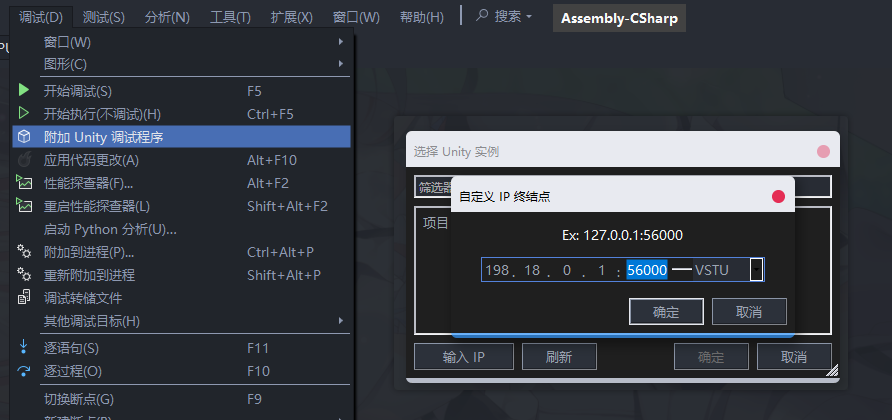 调试(D) 测试(S) 分析(N) 工具(T) 扩展(X) 窗口(W) 帮助(H) 搜索 Assembly-CSharp
窗口(W)
图形(C)
开始调试(S) F5
开始执行(不调试)(H) Ctrl+F5
附加 Unity 调试程序
应用代码更改(A) Alt+F10
性能探查器(F)... Alt+F2
重启性能探查器(L) Shift+Alt+F2
启动 Python 分析(U)...
附加到进程(P)... Ctrl+Alt+P
重新附加到进程 Shift+Alt+P
调试转储文件
其他调试目标(H)
逐语句(S) F11
逐过程(O) F10
切换断点(G) F9
选择 Unity 实例
筛选器
项目
自定义 IP 终结点
Ex: 127.0.0.1:56000
198 . 18 . 0 . 1 : 56000 — VSTU
确定 取消
输入 IP 刷新 确定 取消